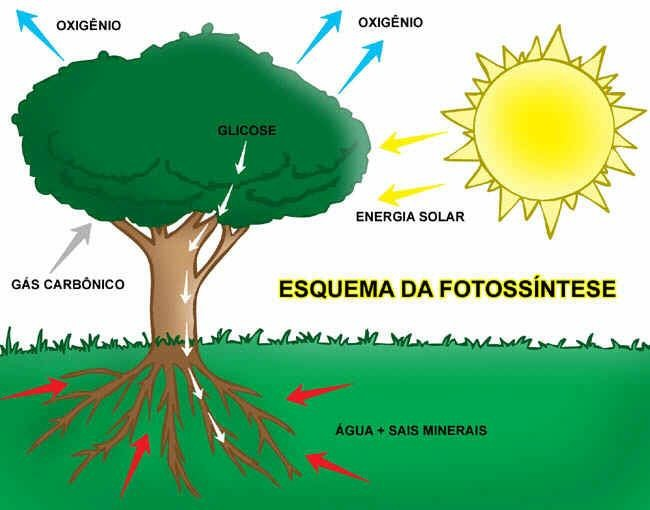 OXIGÊNIO
OXIGÊNIO
GLICOSE
ENERGIA SOLAR
GÁS CARBÔNICO
ESQUEMA DA FOTOSSÍNTESE
ÁGUA + SAIS MINERAIS